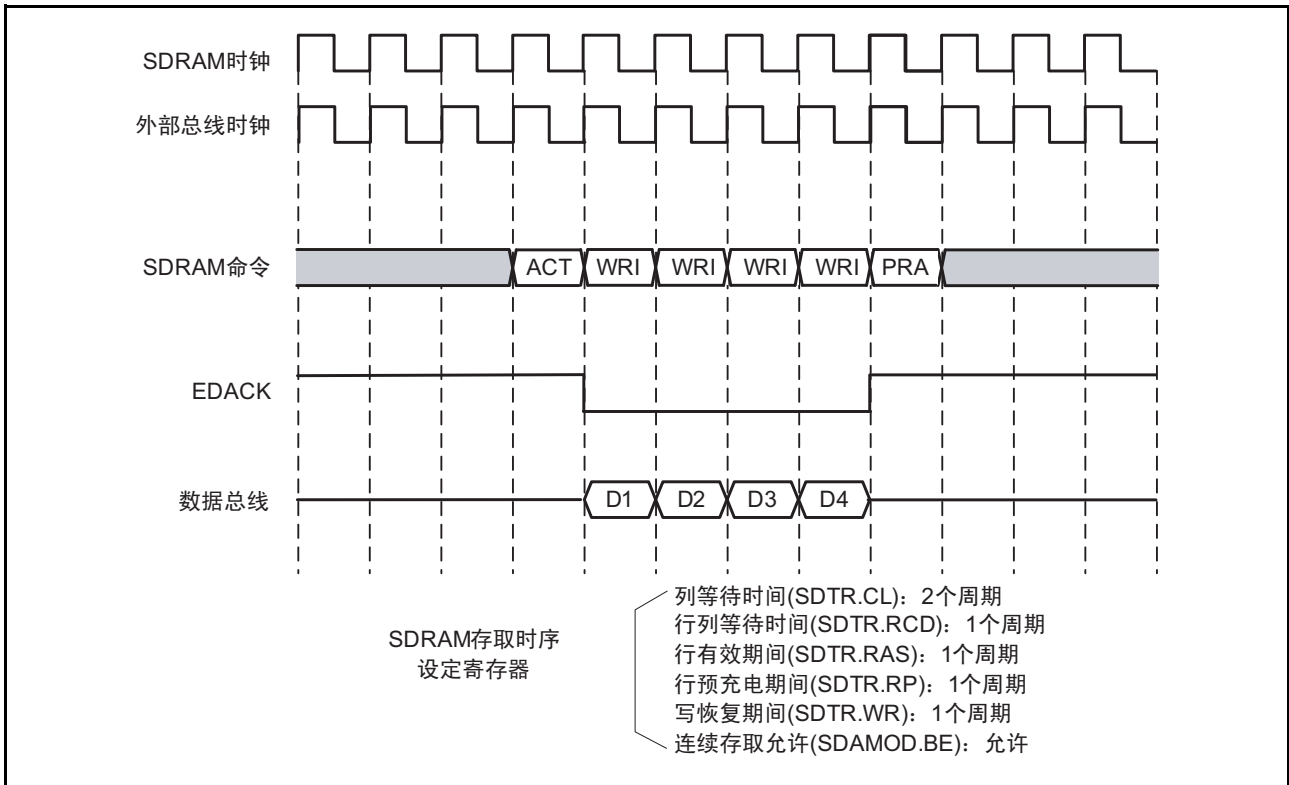 SDRAM时钟
外部总线时钟
SDRAM命令
ACT WRI WRI WRI WRI PRA
EDACK
数据总线
D1 D2 D3 D4
SDRAM存取时序
设定寄存器
列等待时间(SDTR.CL)：2个周期
行列等待时间(SDTR.RCD)：1个周期
行有效期间(SDTR.RAS)：1个周期
行预充电期间(SDTR.RP)：1个周期
写恢复期间(SDTR.WR)：1个周期
连续存取允许(SDAMOD.BE)：允许